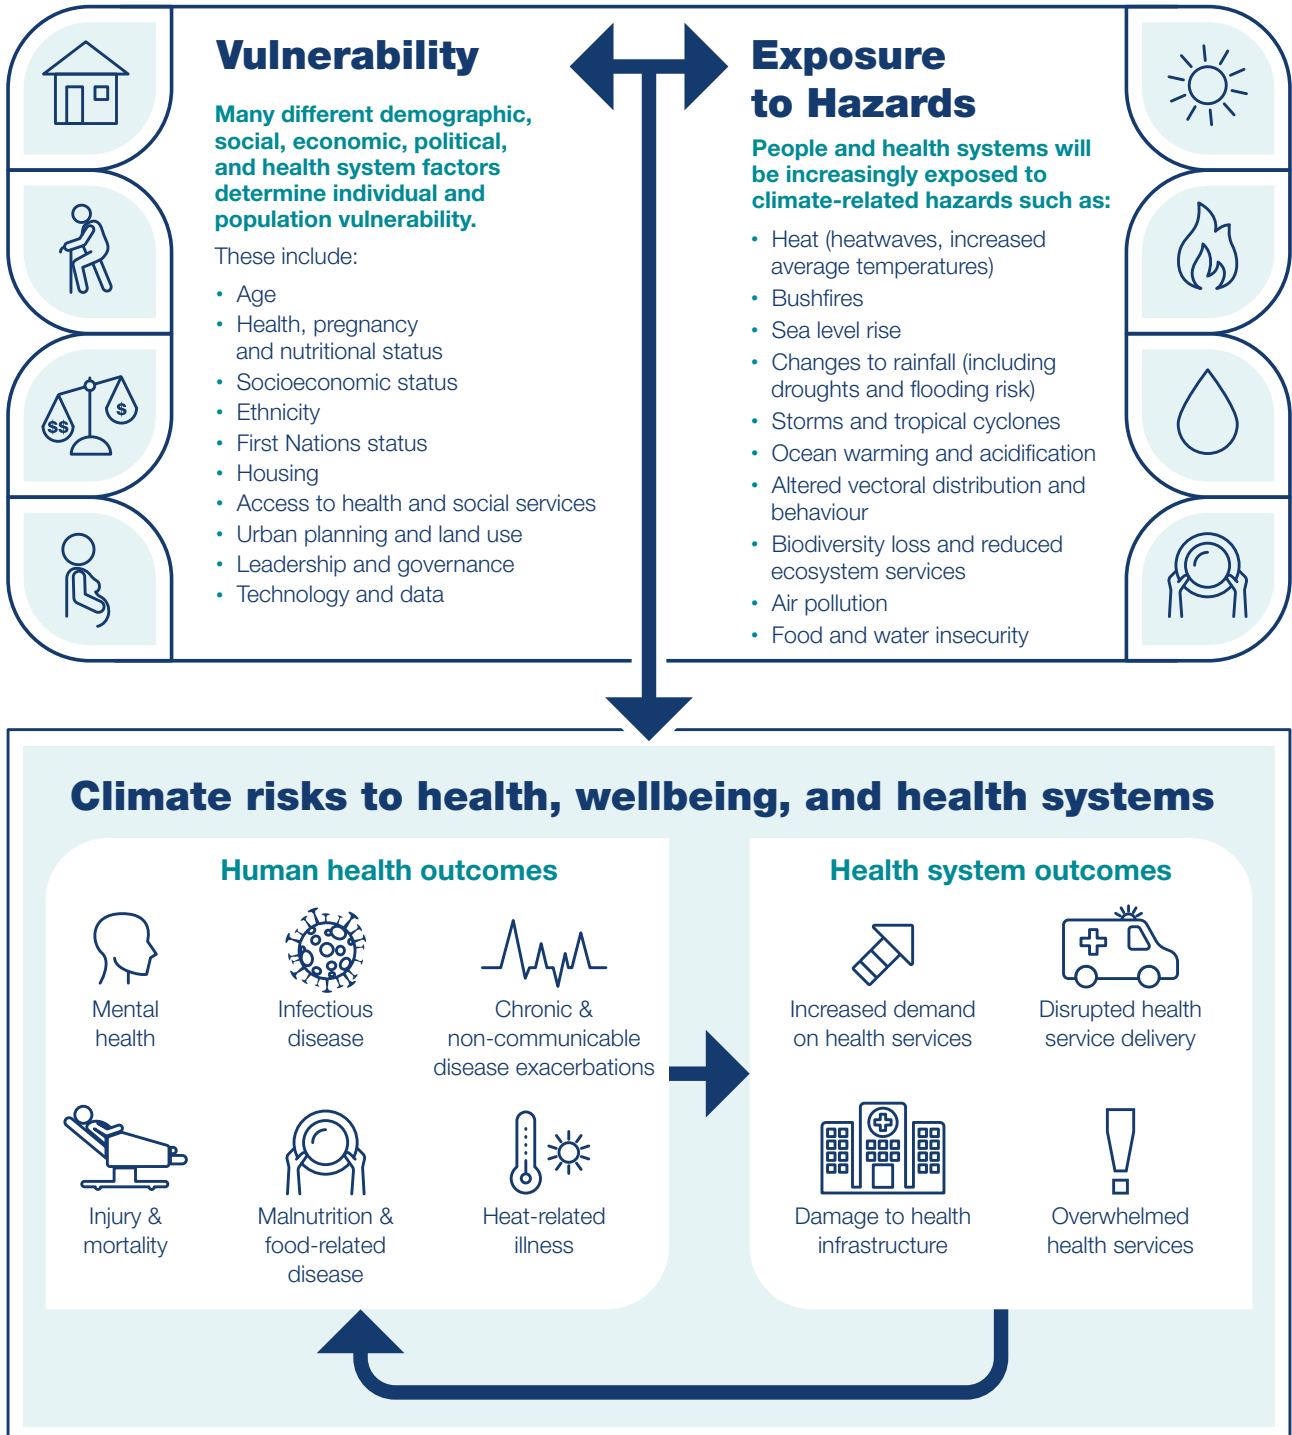 Vulnerability
Many different demographic,
social, economic, political,
and health system factors
determine individual and
population vulnerability.
These include:
• Age
• Health, pregnancy
and nutritional status
• Socioeconomic status
• Ethnicity
• First Nations status
• Housing
• Access to health and social services
• Urban planning and land use
• Leadership and governance
• Technology and data
$$
$
Exposure
to Hazards
People and health systems will
be increasingly exposed to
climate-related hazards such as:
• Heat (heatwaves, increased
average temperatures)
• Bushfires
• Sea level rise
• Changes to rainfall (including
droughts and flooding risk)
• Storms and tropical cyclones
• Ocean warming and acidification
• Altered vectoral distribution and
behaviour
• Biodiversity loss and reduced
ecosystem services
• Air pollution
• Food and water insecurity
Climate risks to health, wellbeing, and health systems
Human health outcomes
Mental
health
Infectious
disease
Chronic &
non-communicable
disease exacerbations
Injury &
mortality
Malnutrition &
food-related
disease
Heat-related
illness
Health system outcomes
Increased demand
on health services
Disrupted health
service delivery
Damage to health
infrastructure
Overwhelmed
health services